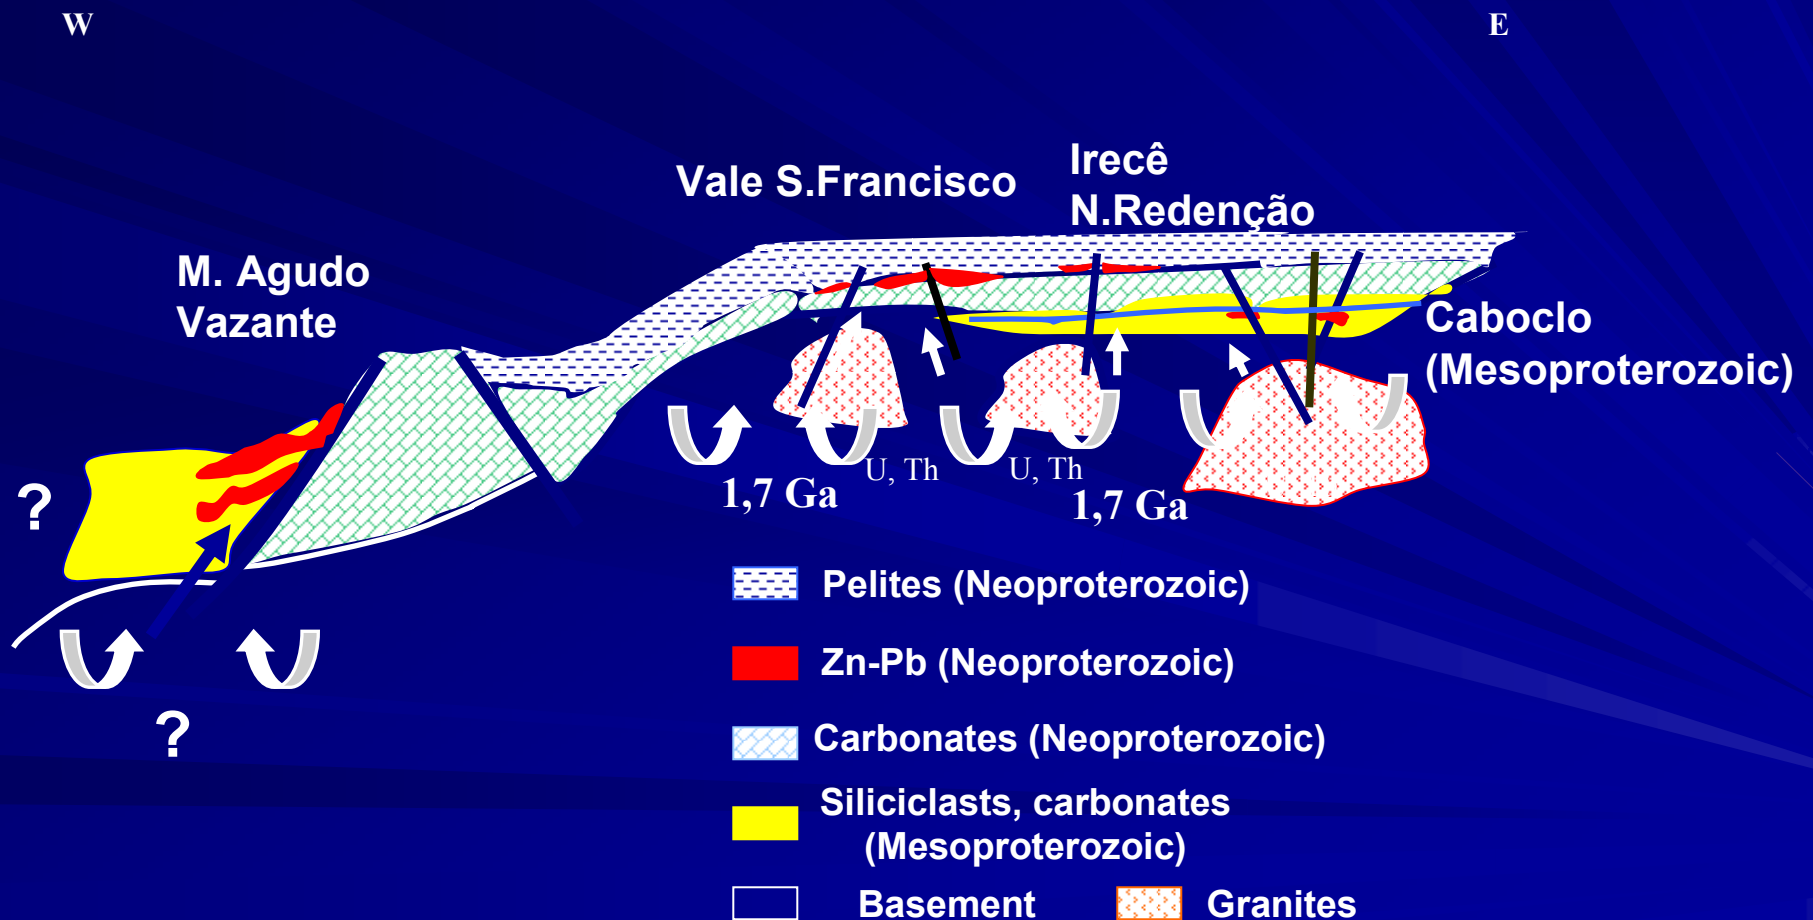 W
E
Vale S.Francisco
Irecê
N.Redenção
M. Agudo
Vazante
Caboclo
(Mesoproterozoic)
?
U, Th
U, Th
1,7 Ga
1,7 Ga
?
Pelites (Neoproterozoic)
Zn-Pb (Neoproterozoic)
Carbonates (Neoproterozoic)
Siliciclasts, carbonates
(Mesoproterozoic)
Basement
Granites